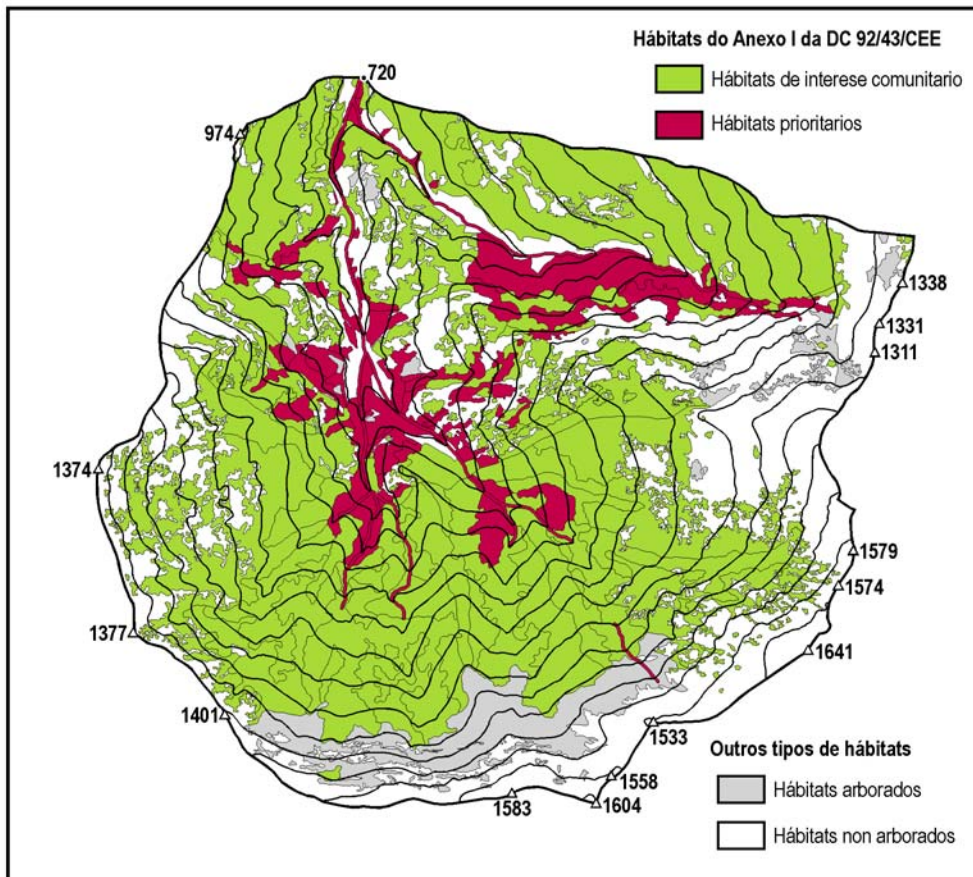 Hábitats do Anexo I da DC 92/43/CEE
Hábitats de interese comunitario
Hábitats prioritarios
720
974
1338
1331
1311
1374
1579
1574
1377
1641
1401
1533
1558
1583
1604
Outros tipos de hábitats
Hábitats arborados
Hábitats non arborados